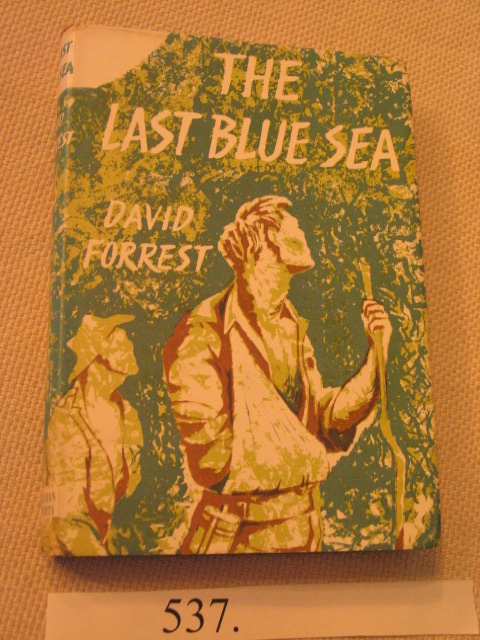 THE
LAST BLUE SEA
DAVID
FORREST
537.